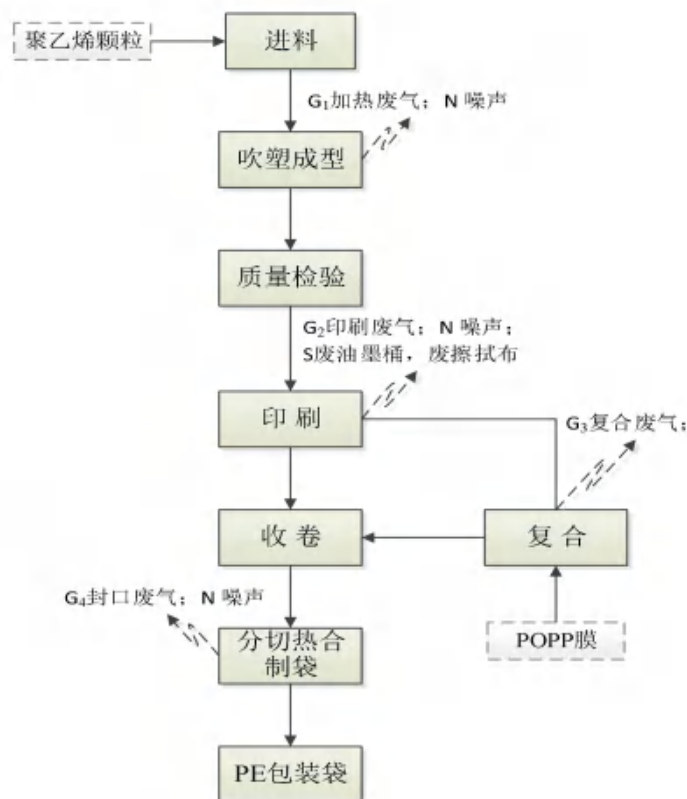 聚乙烯颗粒
进料
G₁加热废气；N 噪声
吹塑成型
质量检验
G₂印刷废气；N 噪声；
S废油墨桶，废擦拭布
印 刷
G₃复合废气；
收 卷
复 合
G₄封口废气；N 噪声
分切热合
制袋
POPP膜
PE包装袋